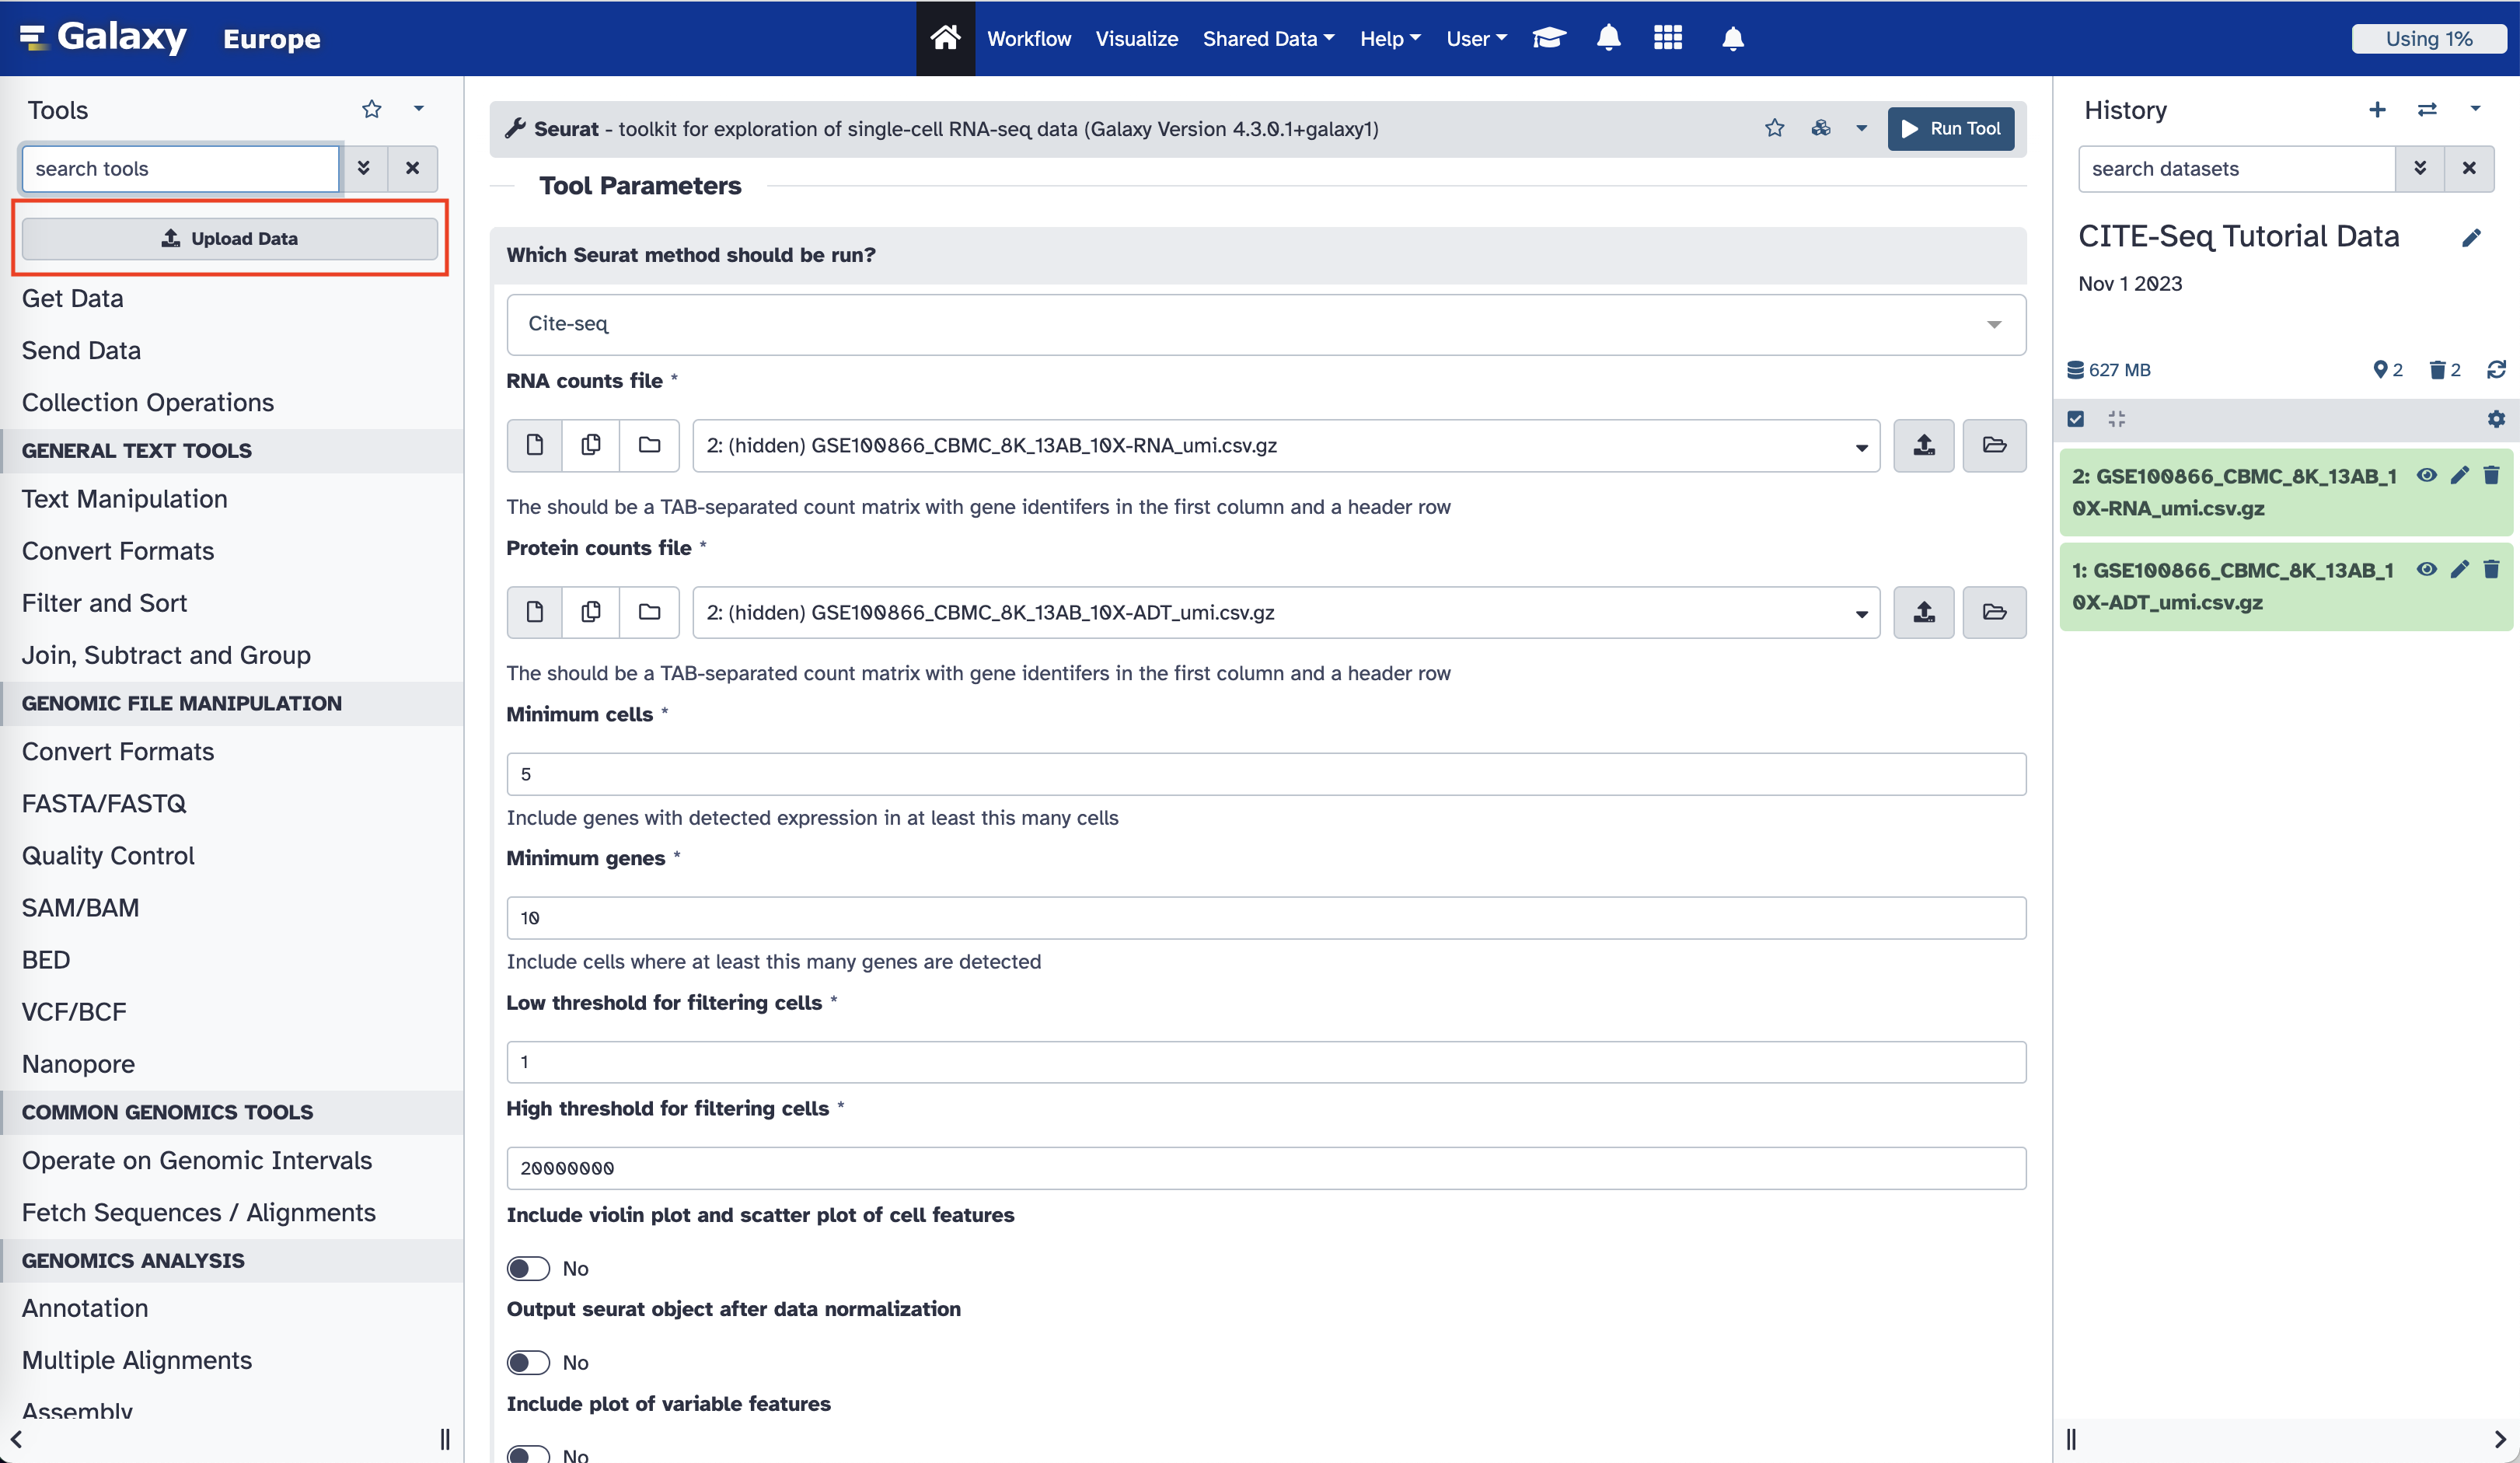 Galaxy Europe
Workflow Visualize Shared Data Help User
Using 1%
Tools
search tools
Upload Data
Get Data
Send Data
Collection Operations
GENERAL TEXT TOOLS
Text Manipulation
Convert Formats
Filter and Sort
Join, Subtract and Group
GENOMIC FILE MANIPULATION
Convert Formats
FASTA/FASTQ
Quality Control
SAM/BAM
BED
VCF/BCF
Nanopore
COMMON GENOMICS TOOLS
Operate on Genomic Intervals
Fetch Sequences / Alignments
GENOMICS ANALYSIS
Annotation
Multiple Alignments
Assembly
Seurat - toolkit for exploration of single-cell RNA-seq data (Galaxy Version 4.3.0.1+galaxy1)
Run Tool
Tool Parameters
Which Seurat method should be run?
Cite-seq
RNA counts file *
2: (hidden) GSE100866_CBMC_8K_13AB_10X-RNA_umi.csv.gz
The should be a TAB-separated count matrix with gene identifers in the first column and a header row
Protein counts file *
2: (hidden) GSE100866_CBMC_8K_13AB_10X-ADT_umi.csv.gz
The should be a TAB-separated count matrix with gene identifers in the first column and a header row
Minimum cells *
5
Include genes with detected expression in at least this many cells
Minimum genes *
10
Include cells where at least this many genes are detected
Low threshold for filtering cells *
1
High threshold for filtering cells *
20000000
Include violin plot and scatter plot of cell features
No
Output seurat object after data normalization
No
Include plot of variable features
No
History
search datasets
CITE-Seq Tutorial Data
Nov 1 2023
627 MB
2
2
2: GSE100866_CBMC_8K_13AB_1
0X-RNA_umi.csv.gz
1: GSE100866_CBMC_8K_13AB_1
0X-ADT_umi.csv.gz